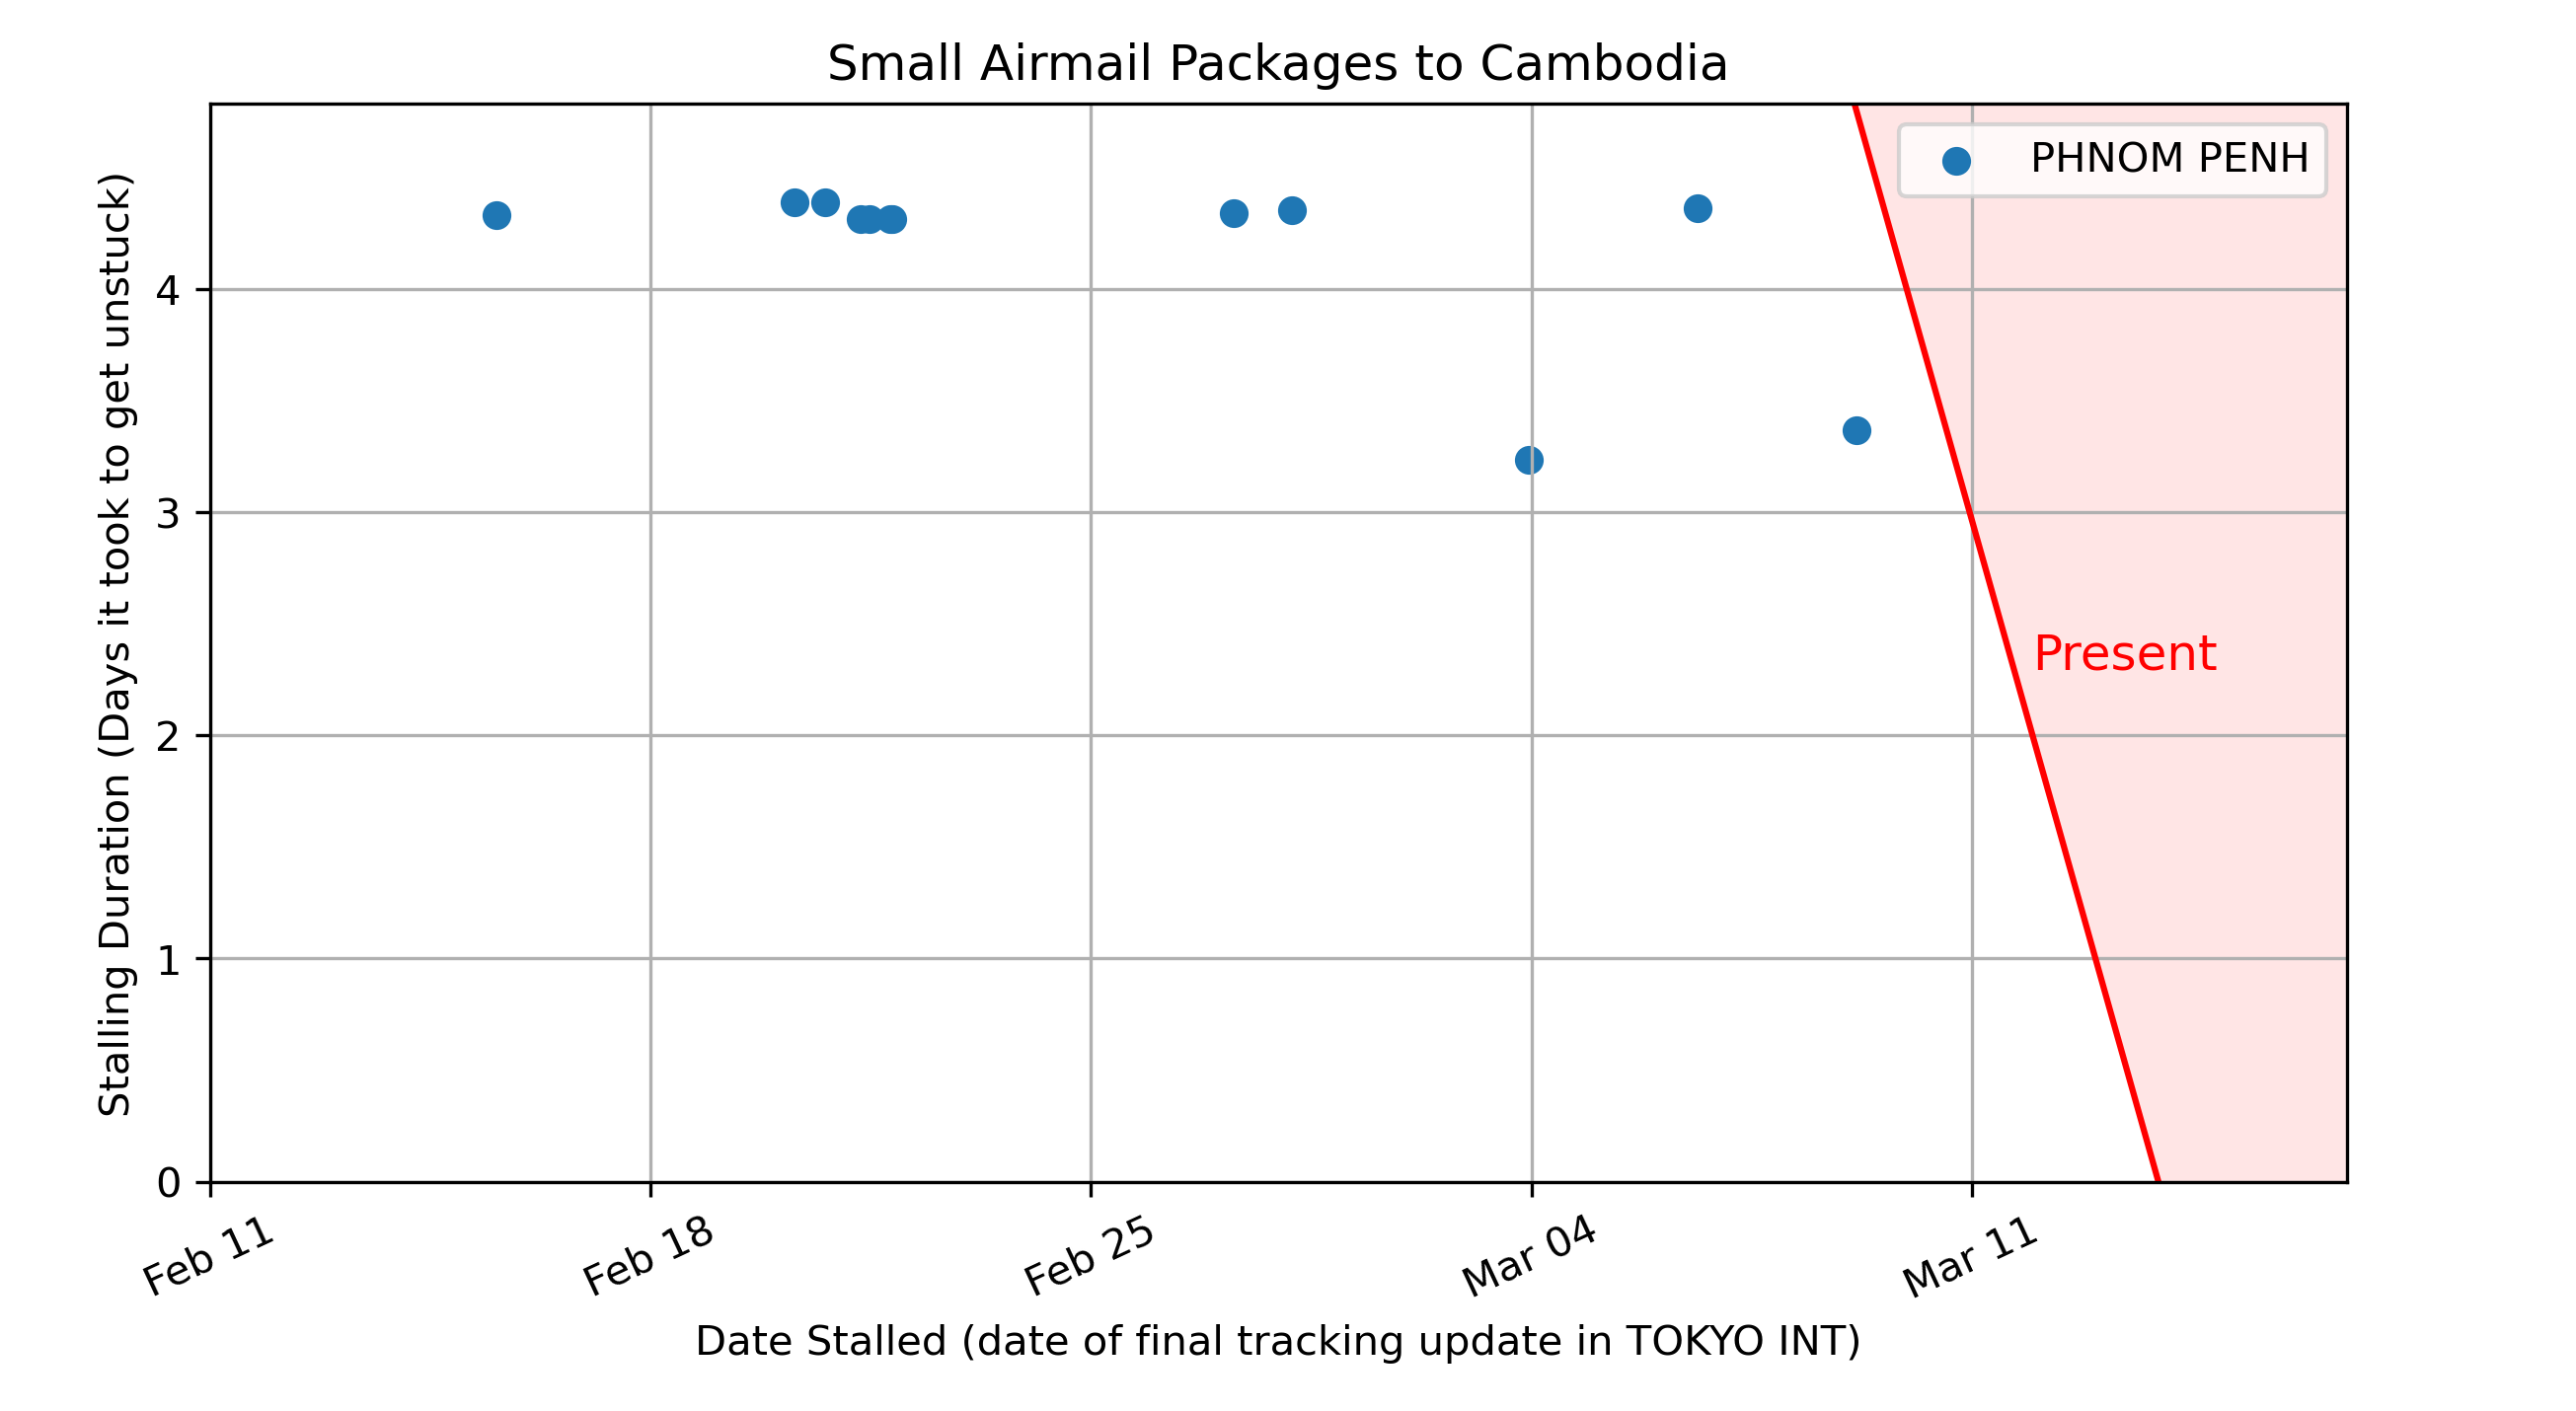 Small Airmail Packages to Cambodia
PHNOM PENH
Stalling Duration (Days it took to get unstuck)
4
3
2
1
0
Present
Feb 11
Feb 18
Feb 25
Mar 04
Mar 11
Date Stalled (date of final tracking update in TOKYO INT)